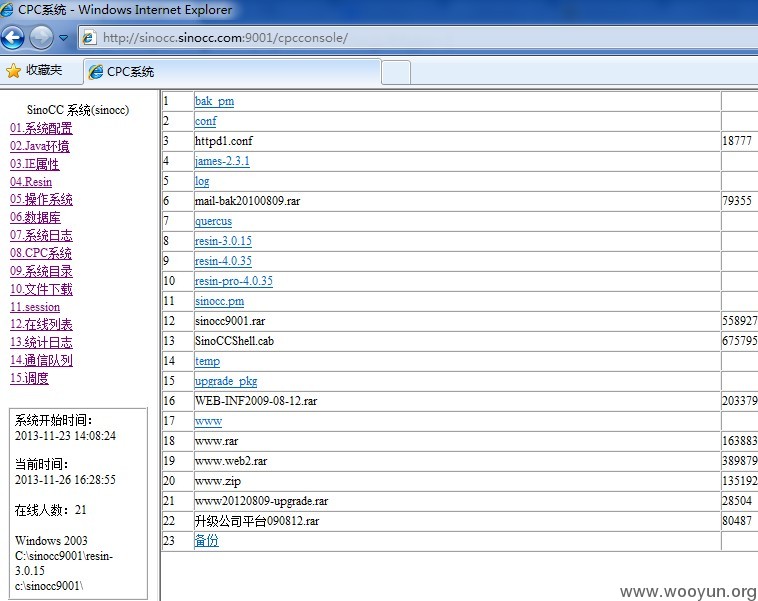 CPC系统 - Windows Internet Explorer
http://sinocc.sinocc.com:9001/cpcconsole/
收藏夹 CPC系统
SinoCC 系统(sinocc)
01.系统配置
02.Java环境
03.IE属性
04.Resin
05.操作系统
06.数据库
07.系统日志
08.CPC系统
09.系统目录
10.文件下载
11.session
12.在线列表
13.统计日志
14.通信队列
15.调度
系统开始时间:
2013-11-23 14:08:24
当前时间:
2013-11-26 16:28:55
在线人数: 21
Windows 2003
C:\sinocc9001\resin-
3.0.15
c:\sinocc9001\
1 bak_pm
2 conf
3 httpd1.conf 18777
4 james-2.3.1
5 log
6 mail-bak20100809.rar 79355
7 quercus
8 resin-3.0.15
9 resin-4.0.35
10 resin-pro-4.0.35
11 sinocc.pm
12 sinocc9001.rar 558927
13 SinoCCShell.cab 675795
14 temp
15 upgrade_pkg
16 WEB-INF2009-08-12.rar 203379
17 www
18 www.rar 163883
19 www.web2.rar 389879
20 www.zip 135192
21 www20120809-upgrade.rar 28504
22 升级公司平台090812.rar 80487
23 备份
www.wooyun.org